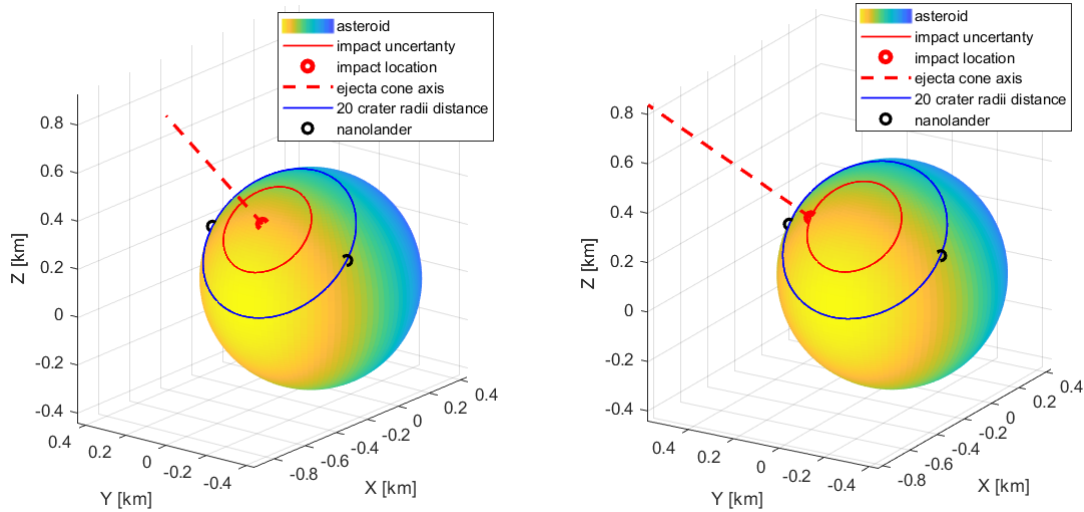 asteroid
impact uncertanty
impact location
ejecta cone axis
20 crater radii distance
nanolander
0.8
0.6
0.4
0.2
0
-0.2
-0.4
Z [km]
0.4
0.2
0
-0.2
-0.4
Y [km]
-0.8
-0.6
-0.4
-0.2
0
0.2
0.4
X [km]
asteroid
impact uncertanty
impact location
ejecta cone axis
20 crater radii distance
nanolander
0.8
0.6
0.4
0.2
0
-0.2
-0.4
Z [km]
0.4
0.2
0
-0.2
-0.4
Y [km]
-0.8
-0.6
-0.4
-0.2
0
0.2
0.4
X [km]